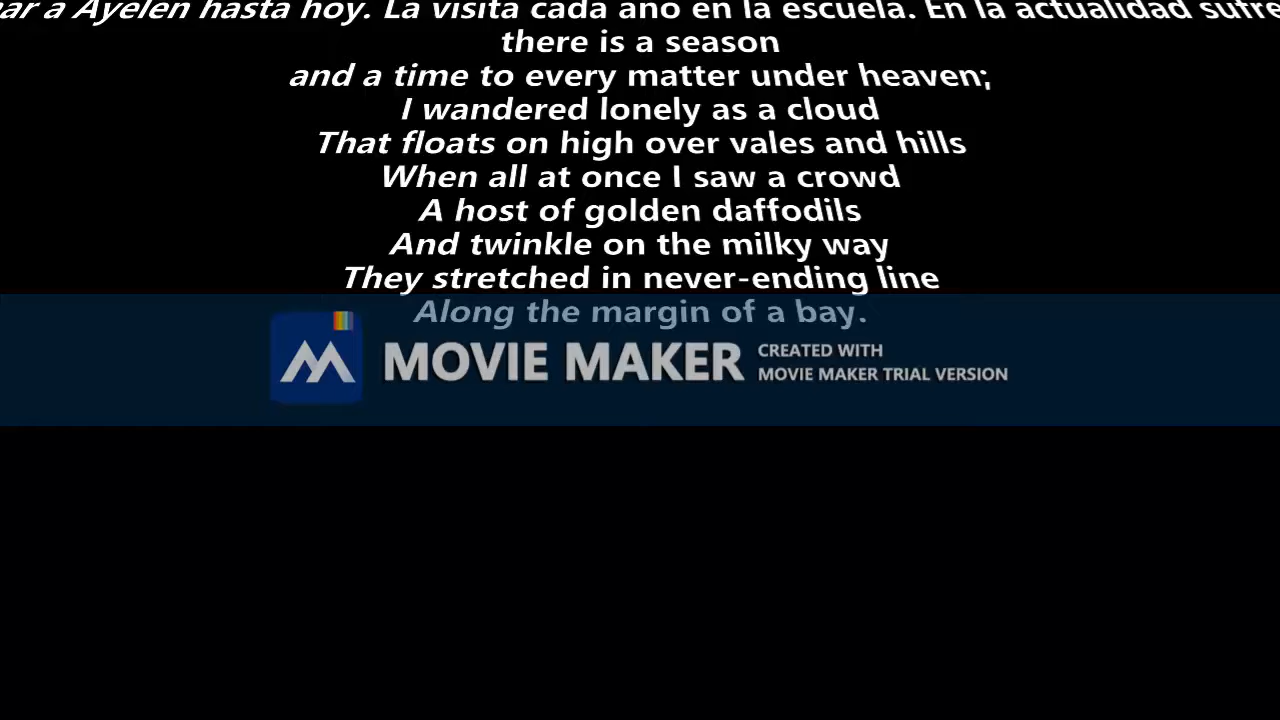 a Ayelen hasta hoy. La visita cada año en la escuela. En la actualidad sufre
there is a season
and a time to every matter under heaven;
I wandered lonely as a cloud
That floats on high over vales and hills
When all at once I saw a crowd
A host of golden daffodils
And twinkle on the milky way
They stretched in never-ending line
Along the margin of a bay.
MOVIE MAKER
CREATED WITH
MOVIE MAKER TRIAL VERSION